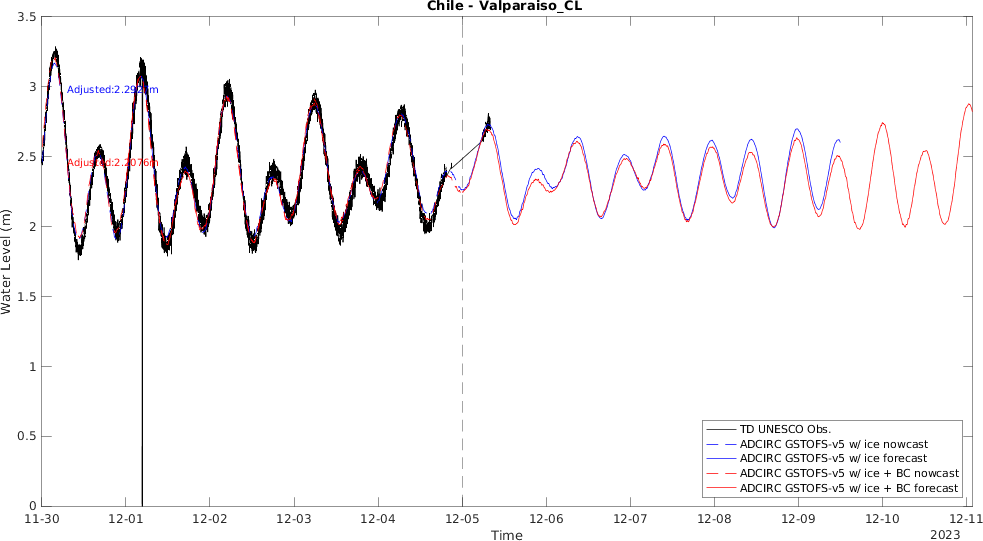 Chile - Valparaiso_CL
3.5
3
2.5
2
1.5
1
0.5
0
Water Level (m)
Adjusted:2.2925m
Adjusted:2.2076m
TD UNESCO Obs.
ADCIRC GSTOFS-v5 w/ ice nowcast
ADCIRC GSTOFS-v5 w/ ice forecast
ADCIRC GSTOFS-v5 w/ ice + BC nowcast
ADCIRC GSTOFS-v5 w/ ice + BC forecast
11-30 12-01 12-02 12-03 12-04 12-05 12-06 12-07 12-08 12-09 12-10 12-11
Time
2023